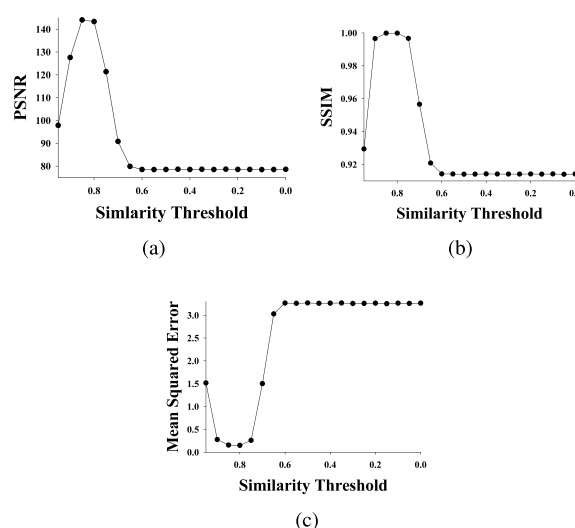 140
130
120
110
100
90
80
PSNR
0.8 0.6 0.4 0.2 0.0
Simlarity Threshold
(a)
1.00
0.98
0.96
0.94
0.92
SSIM
0.8 0.6 0.4 0.2 0.0
Similarity Threshold
(b)
3.0
2.5
2.0
1.5
1.0
0.5
0.0
Mean Squared Error
0.8 0.6 0.4 0.2 0.0
Similarity Threshold
(c)